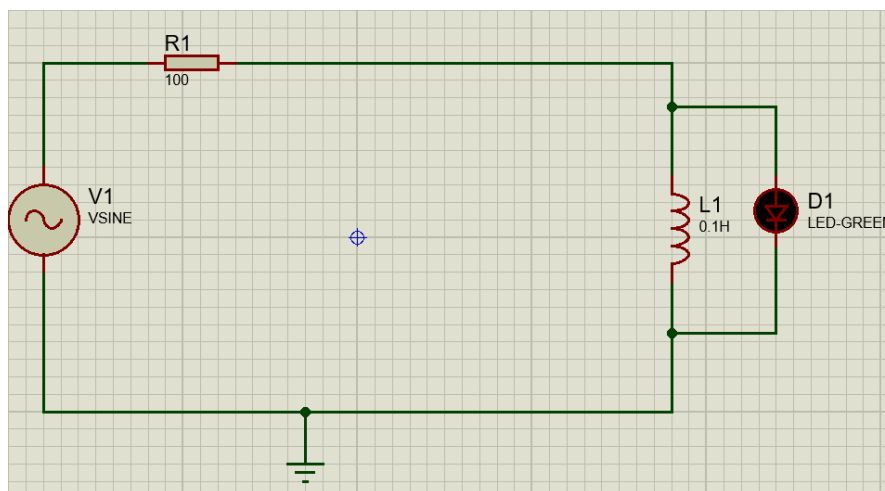 R1
100
V1
VSINE
L1
0.1H
D1
LED-GREEN